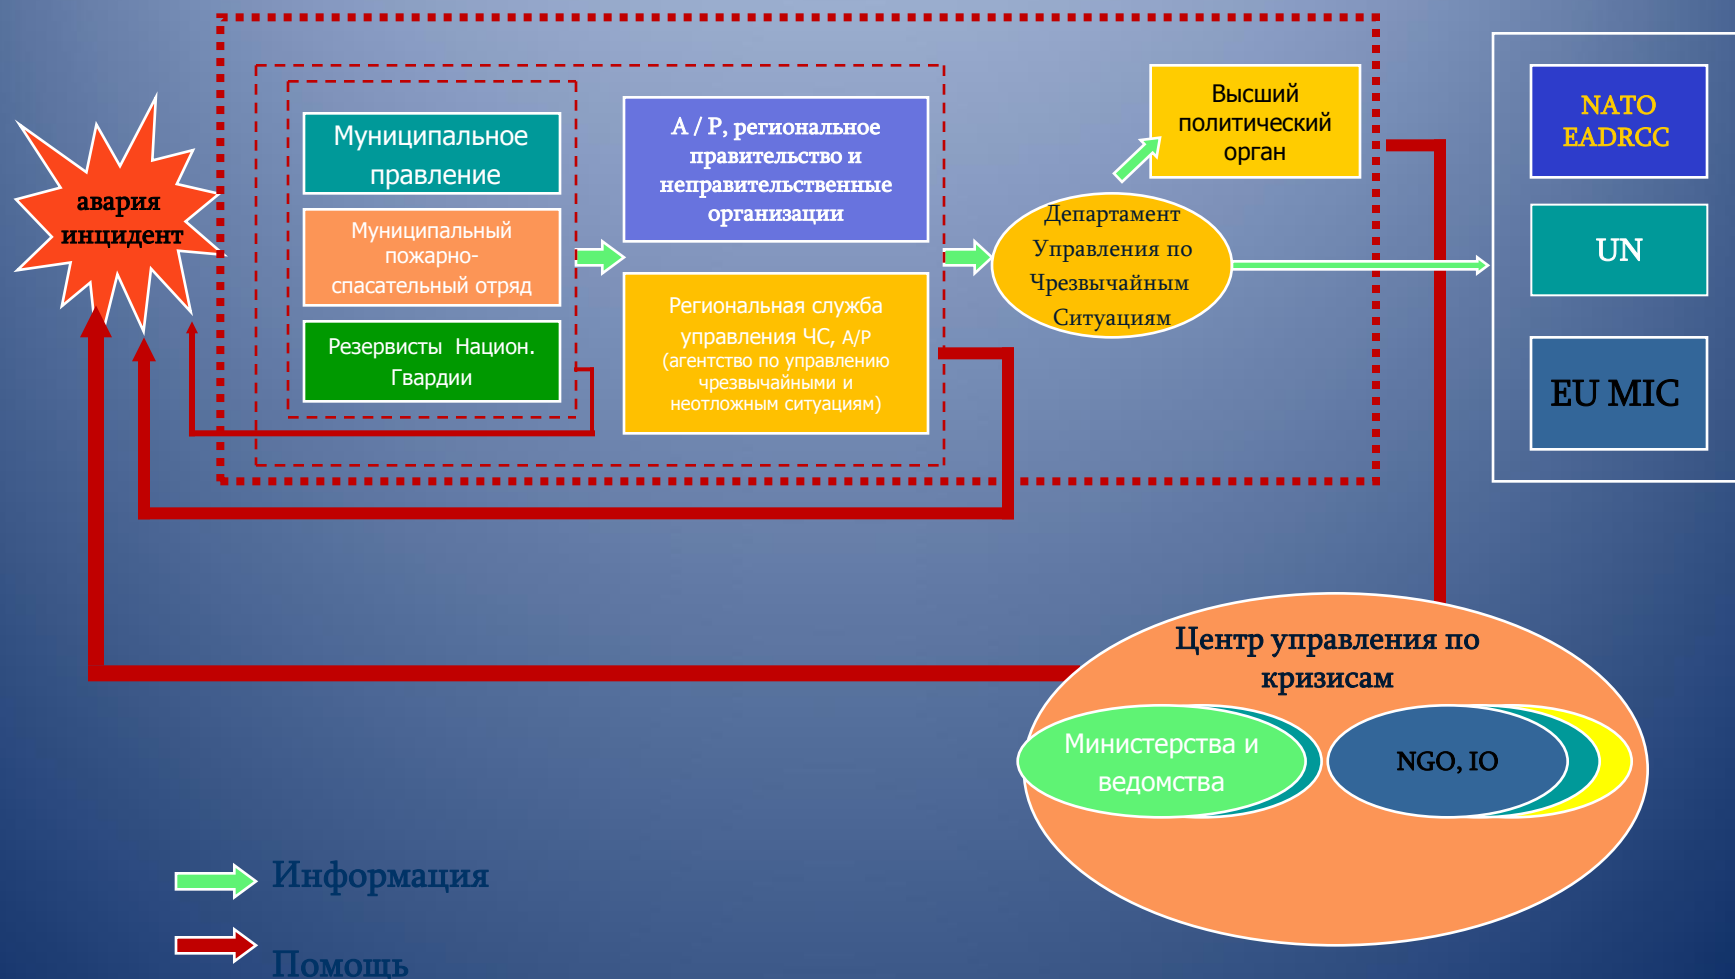 авария
инцидент
Муниципальное
правление
Муниципальный
пожарно-
спасательный отряд
Резервисты Национ.
Гвардии
А / Р, региональное
правительство и
неправительственные
организации
Региональная служба
управления ЧС, А/Р
(агентство по управлению
чрезвычайными и
неотложным ситуациям)
Департамент
Управления по
Чрезвычайным
Ситуациям
Высший
политический
орган
NATO
EADRCC
UN
EU MIC
Центр управления по
кризисам
Министерства и
ведомства
NGO, IO
Информация
Помощь